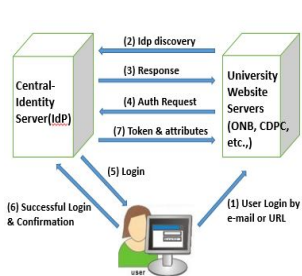 (2) Idp discovery
(3) Response
Central-
Identity
Server(IdP)
University
Website
Servers
(ONB, CDPC,
etc.,)
(4) Auth Request
(7) Token & attributes
(5) Login
(6) Successful Login
& Confirmation
(1) User Login by
e-mail or URL
user